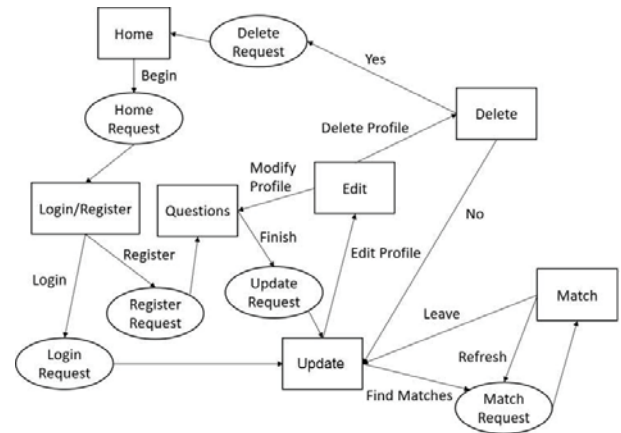 Home
Delete
Request
Yes
Begin
Home
Request
Delete
Delete Profile
Modify
Profile
Edit
Login/Register
Questions
No
Finish
Edit Profile
Register
Login
Update
Request
Register
Request
Match
Leave
Refresh
Login
Request
Update
Find Matches
Match
Request